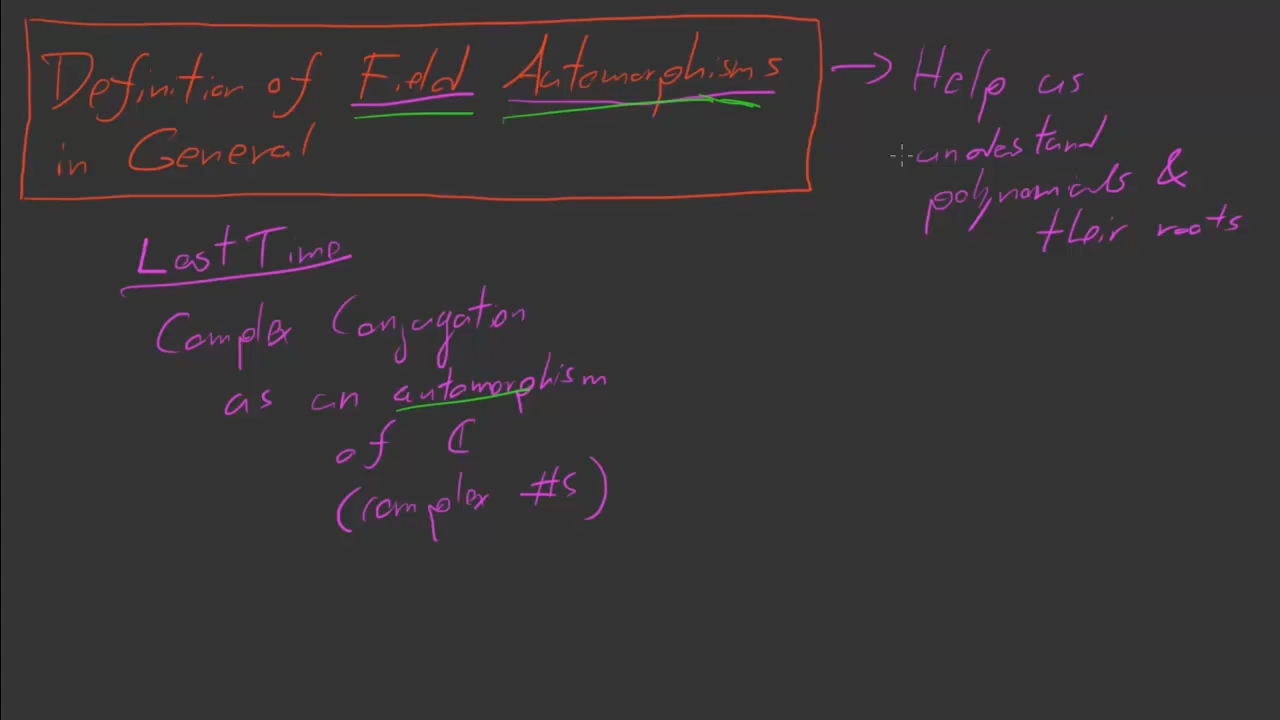 Definition of Field Automorphisms
in General
→ Help us
undestand
polynomials &
their roots
Last Time
Complex Conjugation
as an automorphism
of ℂ
(complex #s)